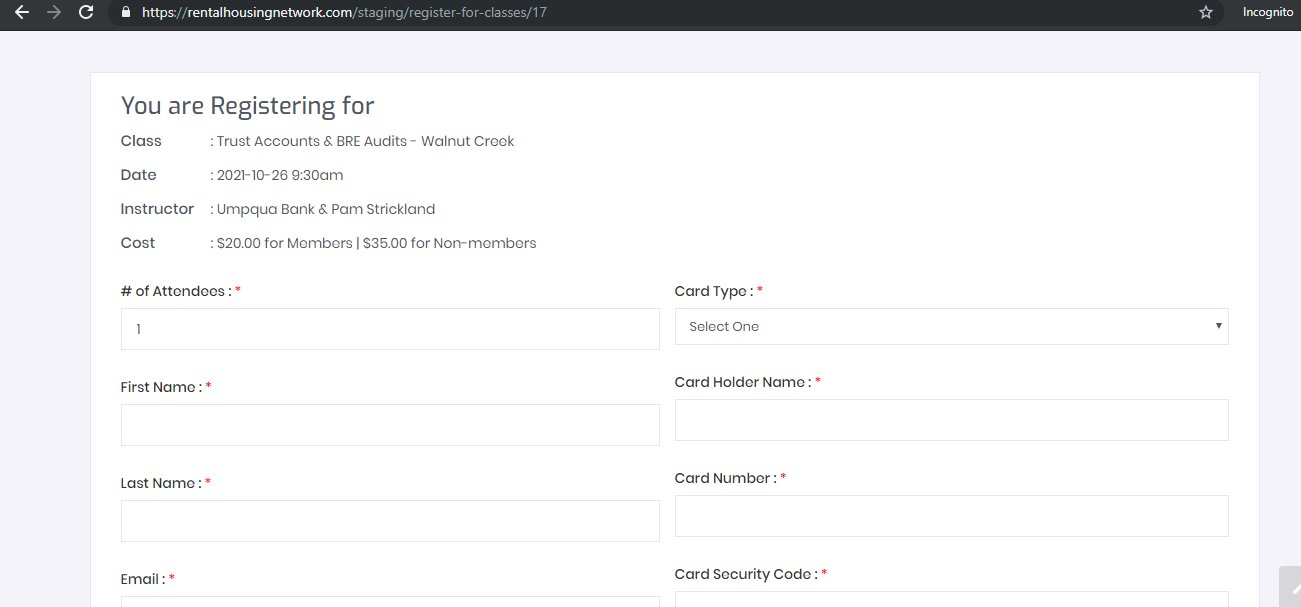 https://rentalhousingnetwork.com/staging/register-for-classes/17
Incognito
You are Registering for
Class : Trust Accounts & BRE Audits - Walnut Creek
Date : 2021-10-26 9:30am
Instructor : Umpqua Bank & Pam Strickland
Cost : $20.00 for Members | $35.00 for Non-members
# of Attendees : *
1
First Name : *
Last Name : *
Email : *
Card Type : *
Select One
Card Holder Name : *
Card Number : *
Card Security Code : *